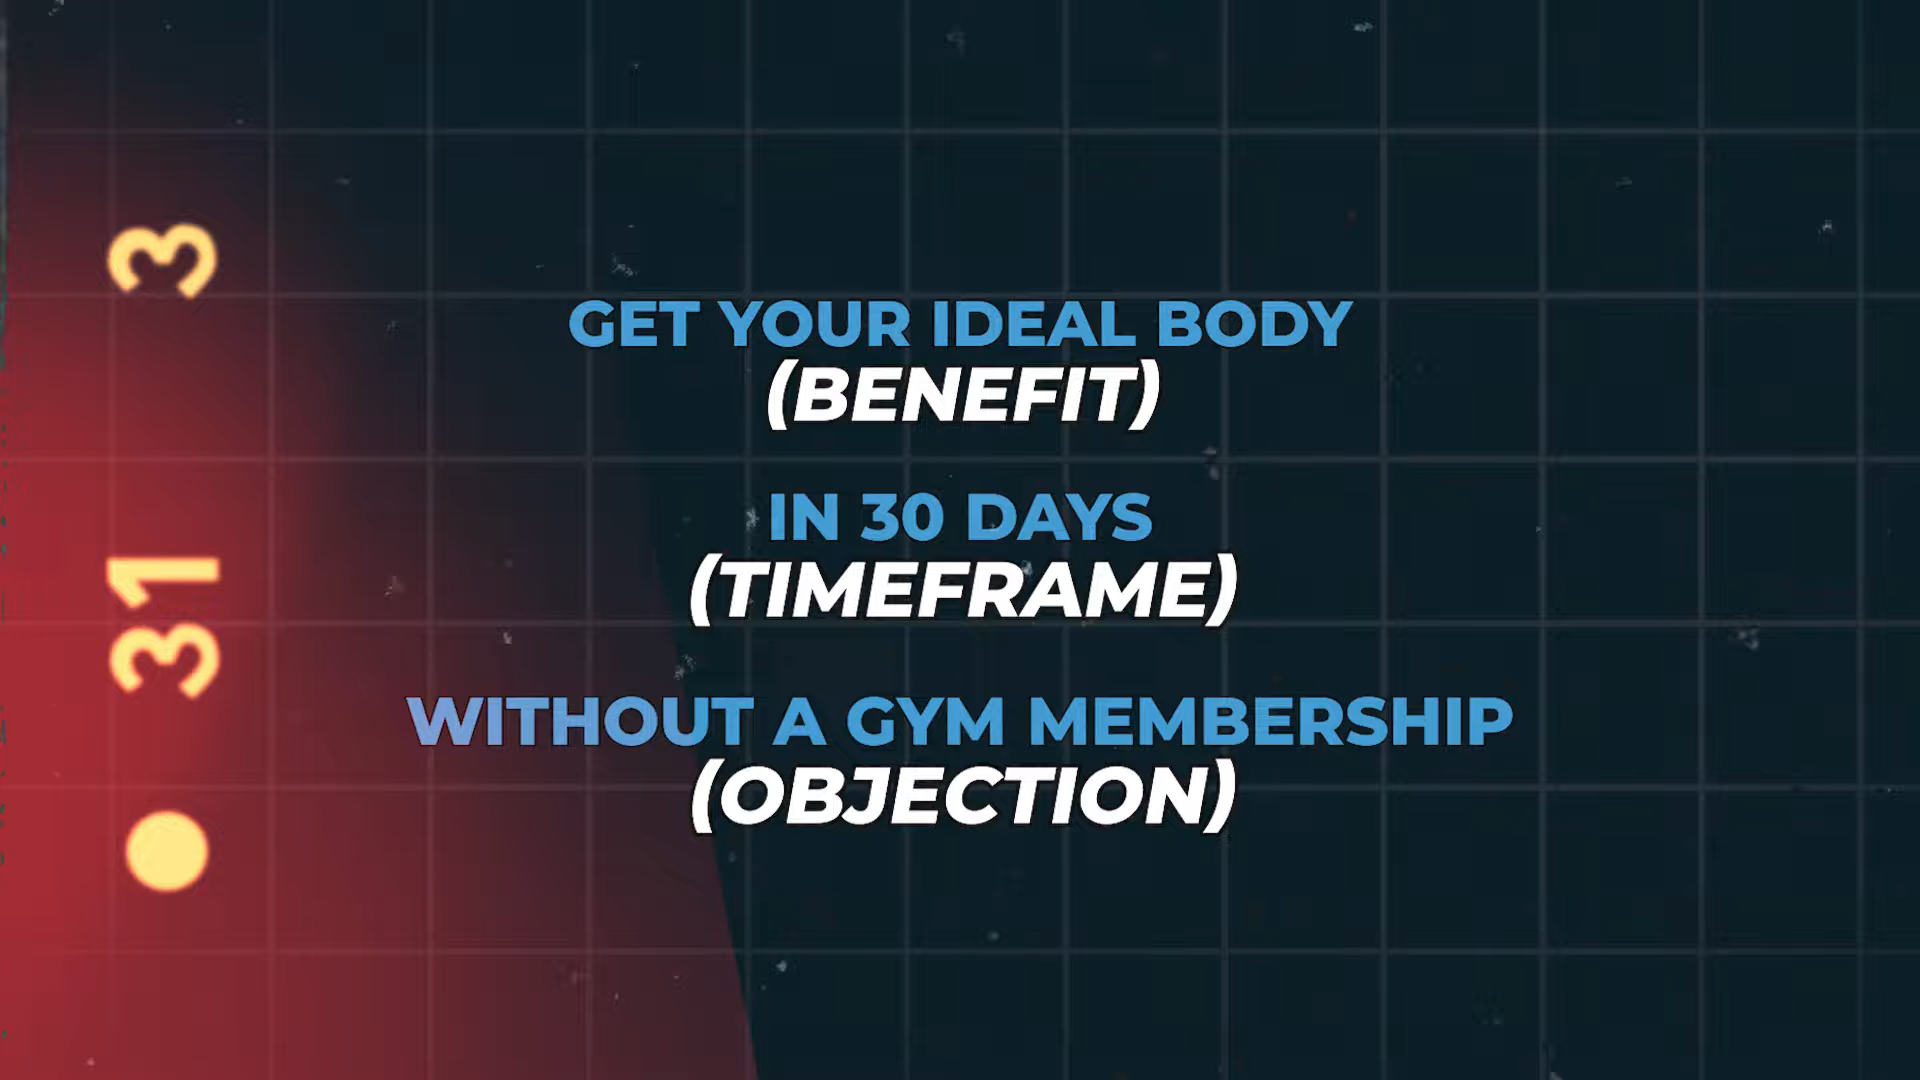 GET YOUR IDEAL BODY
(BENEFIT)
IN 30 DAYS
(TIMEFRAME)
WITHOUT A GYM MEMBERSHIP
(OBJECTION)
3
31